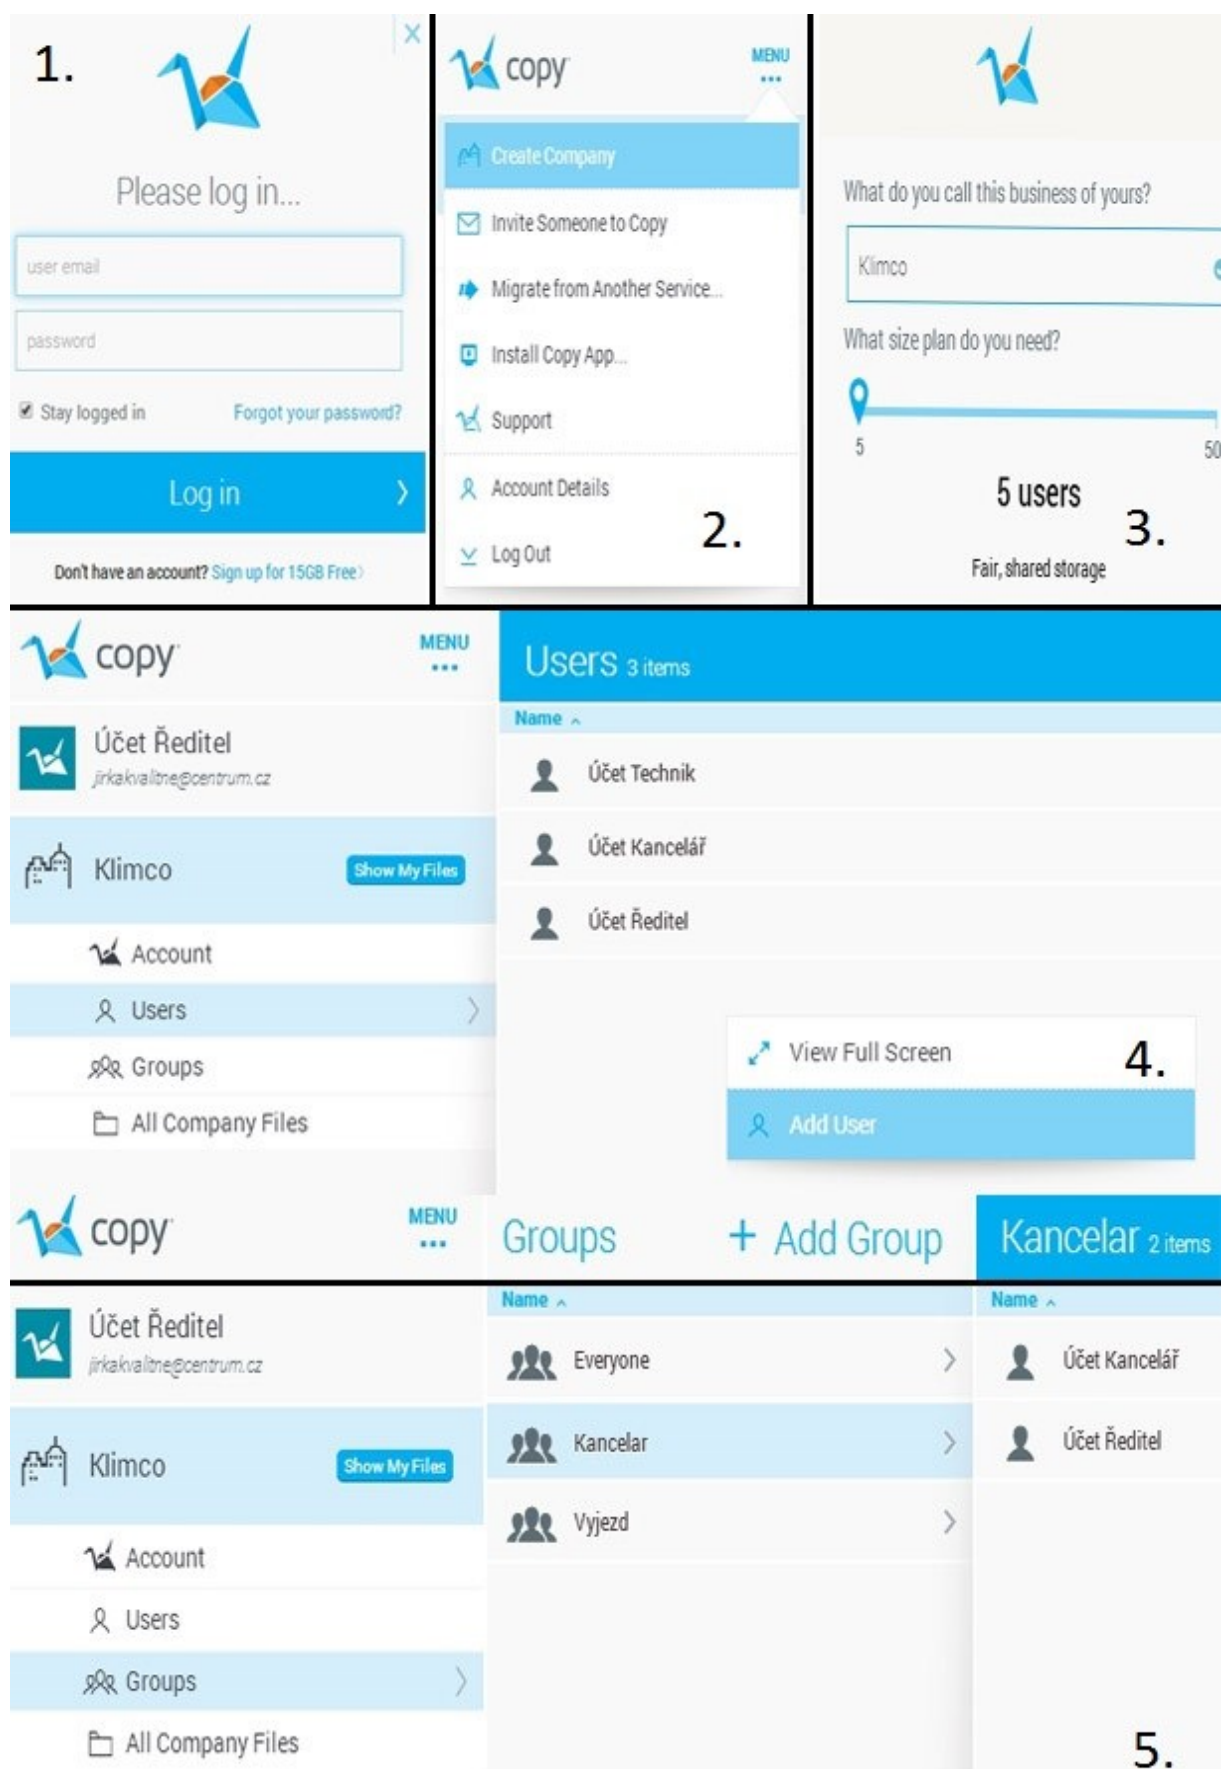 1.
Please log in...
user email
password
Stay logged in Forgot your password?
Log in
Don't have an account? Sign up for 15GB Free
copy MENU
Create Company
Invite Someone to Copy
Migrate from Another Service...
Install Copy App...
Support
Account Details
Log Out
2.
What do you call this business of yours?
Klimco
What size plan do you need?
5 50
5 users
3.
Fair, shared storage
copy MENU
Účet Ředitel
jirkakvalitne@centrum.cz
Klimco Show My Files
Account
Users
Groups
All Company Files
Users 3 items
Name
Účet Technik
Účet Kancelář
Účet Ředitel
View Full Screen
4.
Add User
copy MENU
Účet Ředitel
jirkakvalitne@centrum.cz
Klimco Show My Files
Account
Users
Groups
All Company Files
Groups + Add Group
Name
Everyone
Kancelar
Vyjezd
Kancelar 2 items
Name
Účet Kancelář
Účet Ředitel
5.